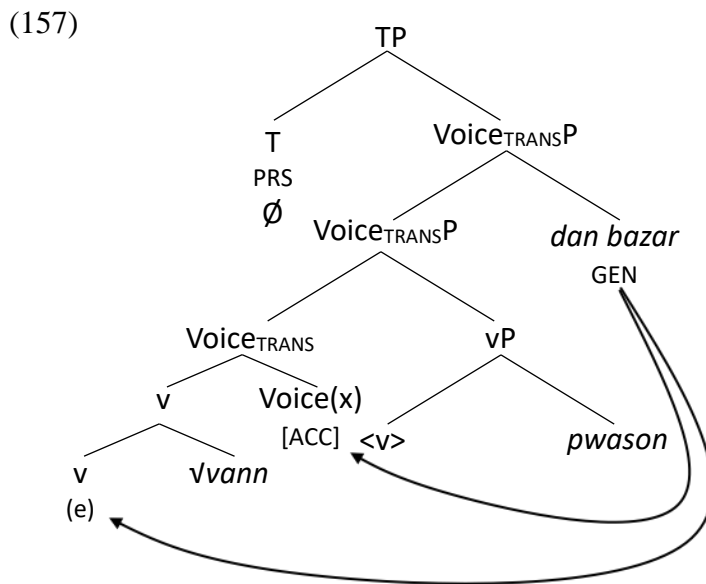 (157)
TP
T VoiceTRANSP
PRS
Ø
VoiceTRANSP dan bazar
GEN
VoiceTRANS vP
v Voice(x)
[ACC] <v> pwason
v √vann
(e)